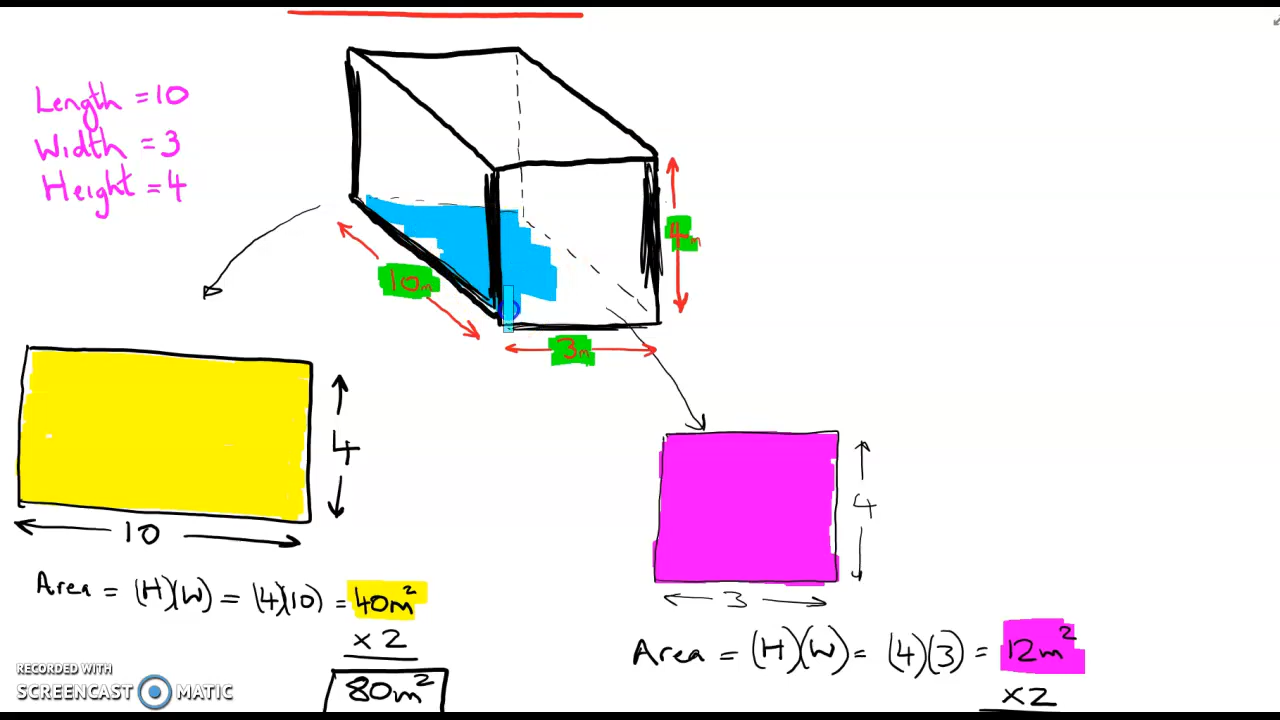 Length = 10
Width = 3
Height = 4
4m
10m
3m
4
10
Area = (H)(W) = (4)(10) = 40m²
x 2
80m²
4
3
Area = (H)(W) = (4)(3) = 12m²
x2
RECORDED WITH
SCREENCAST MATIC